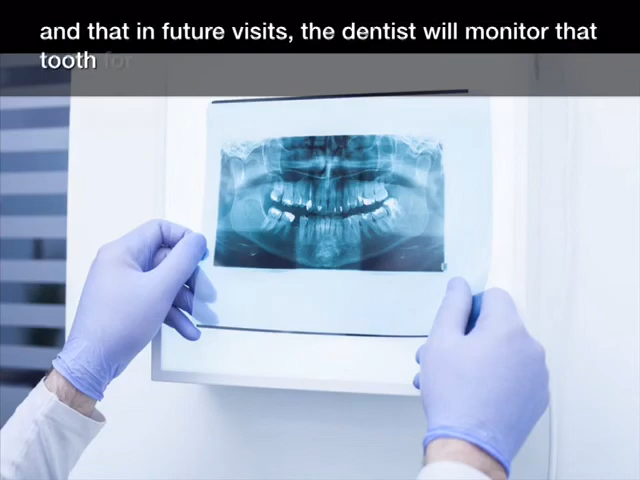 and that in future visits, the dentist will monitor that
tooth for